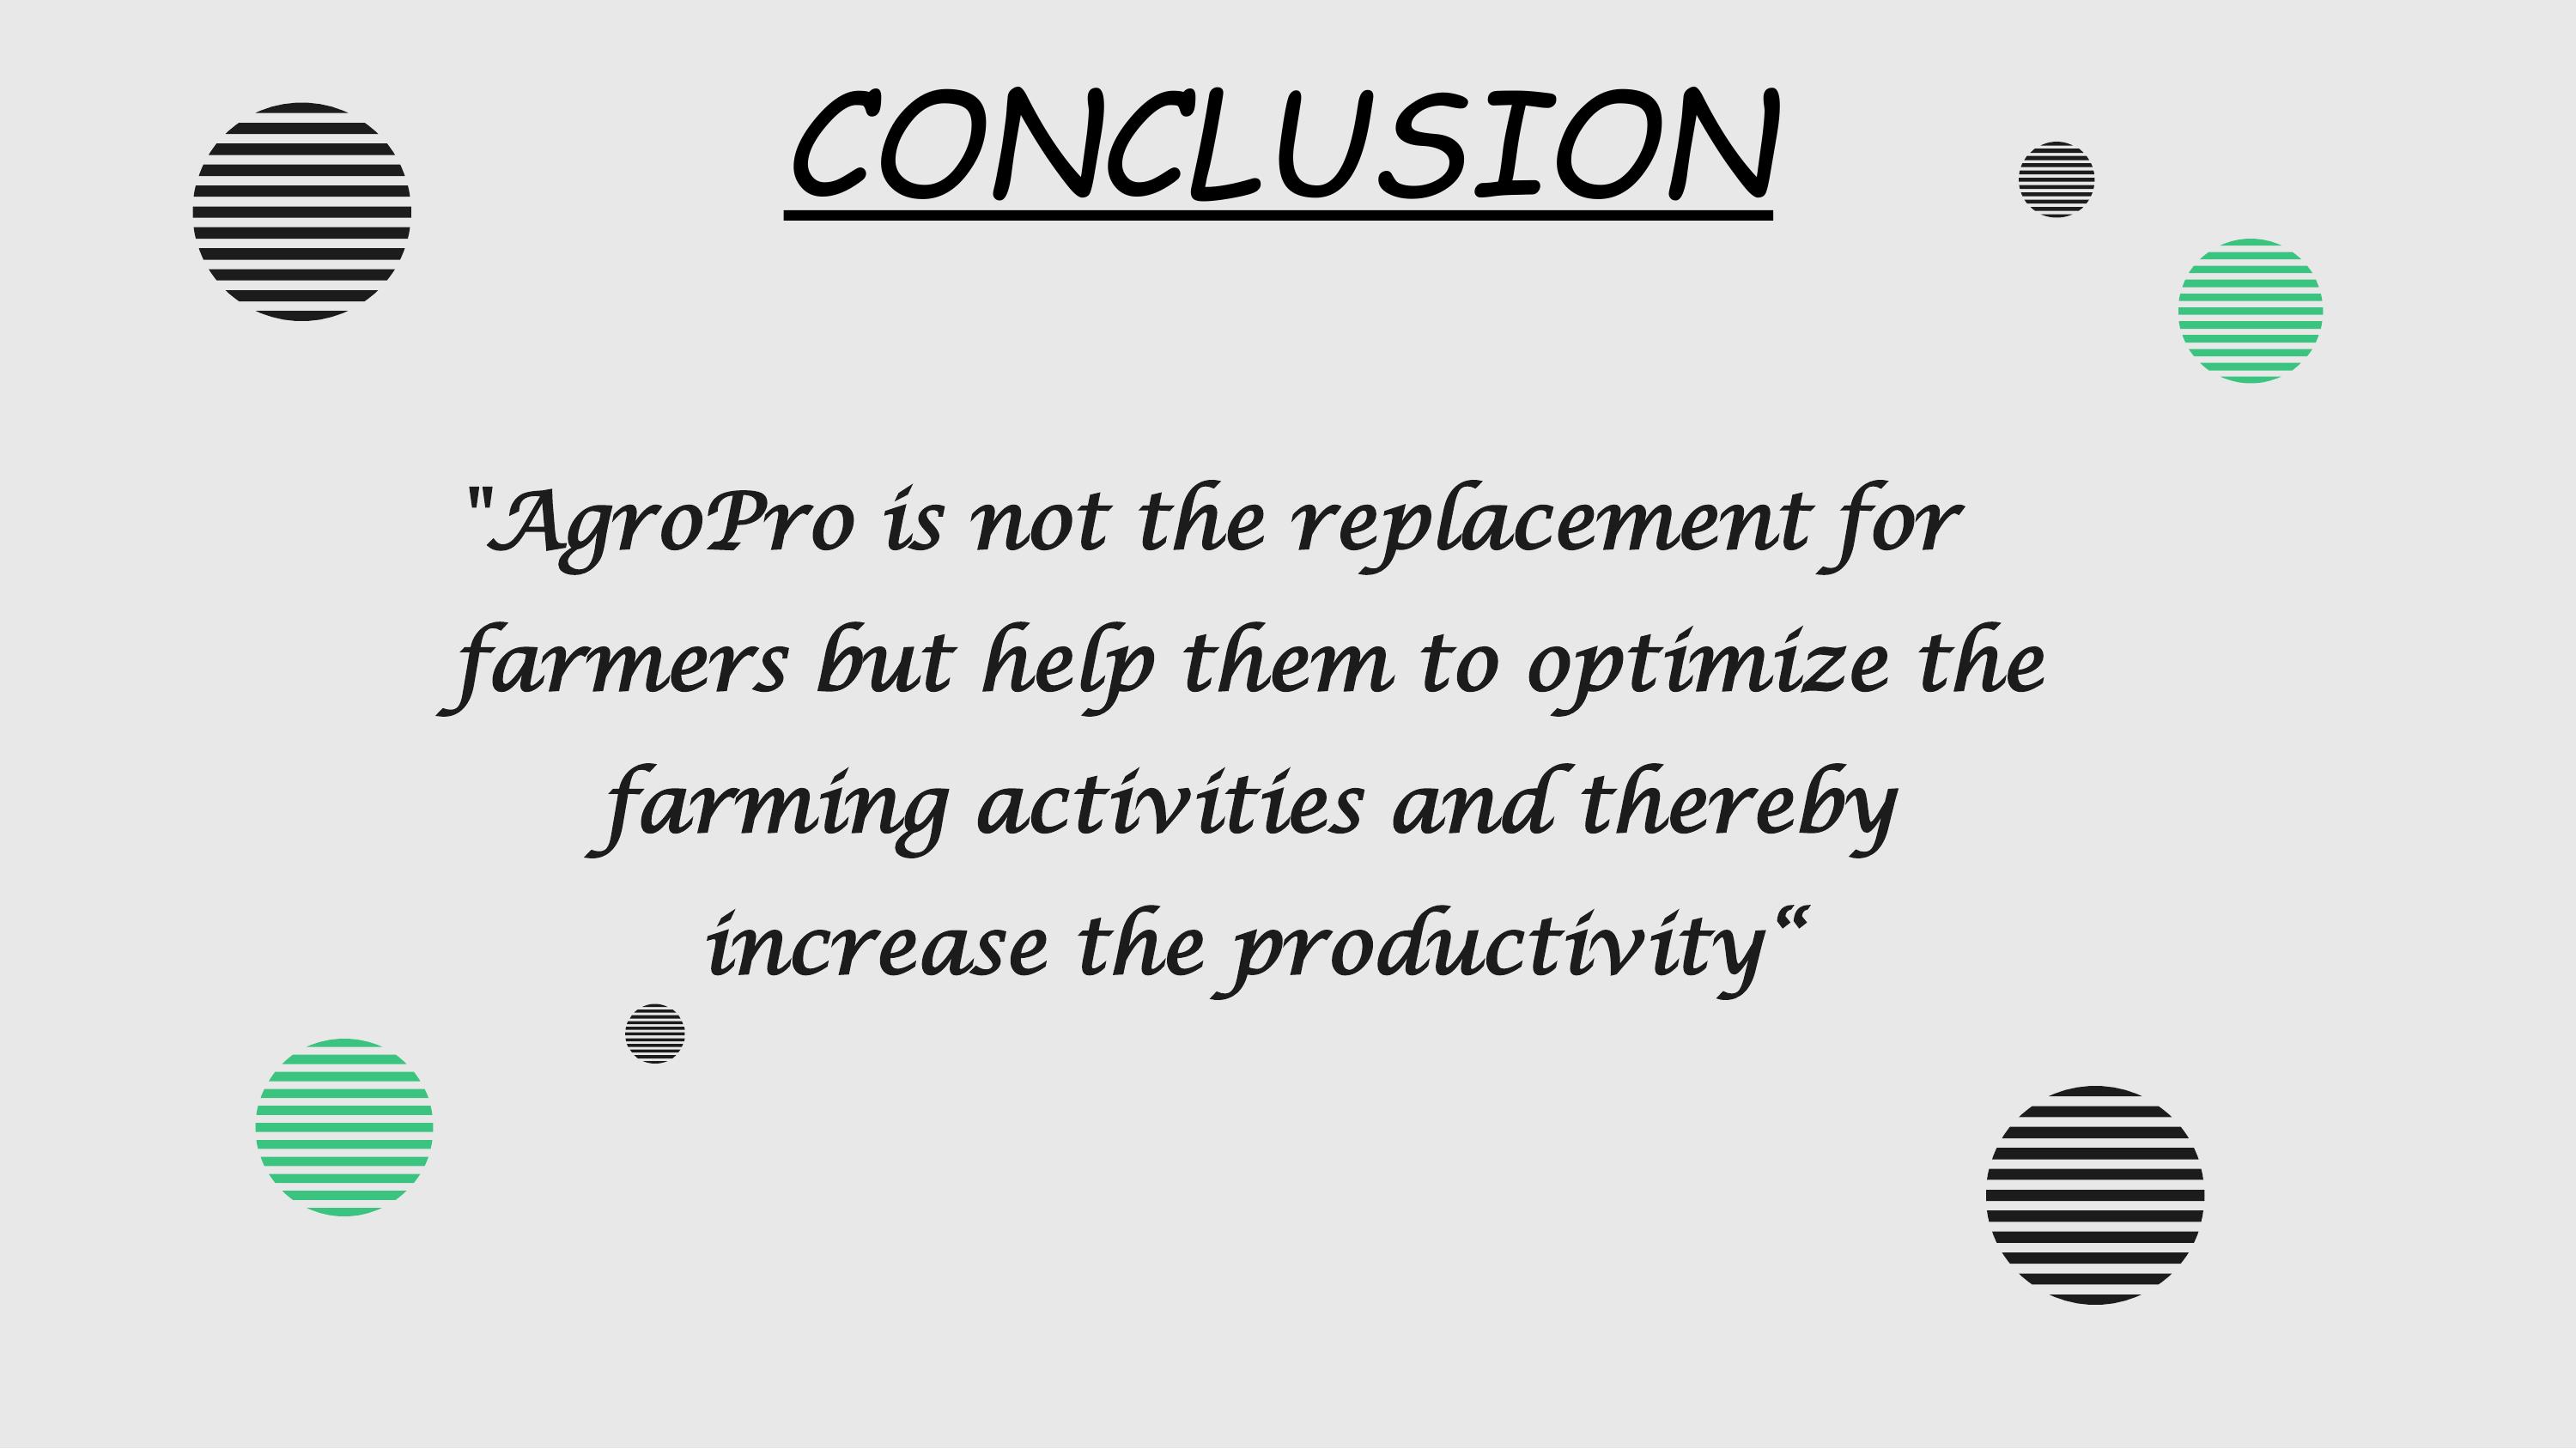 CONCLUSION
"AgroPro is not the replacement for
farmers but help them to optimize the
farming activities and thereby
increase the productivity“